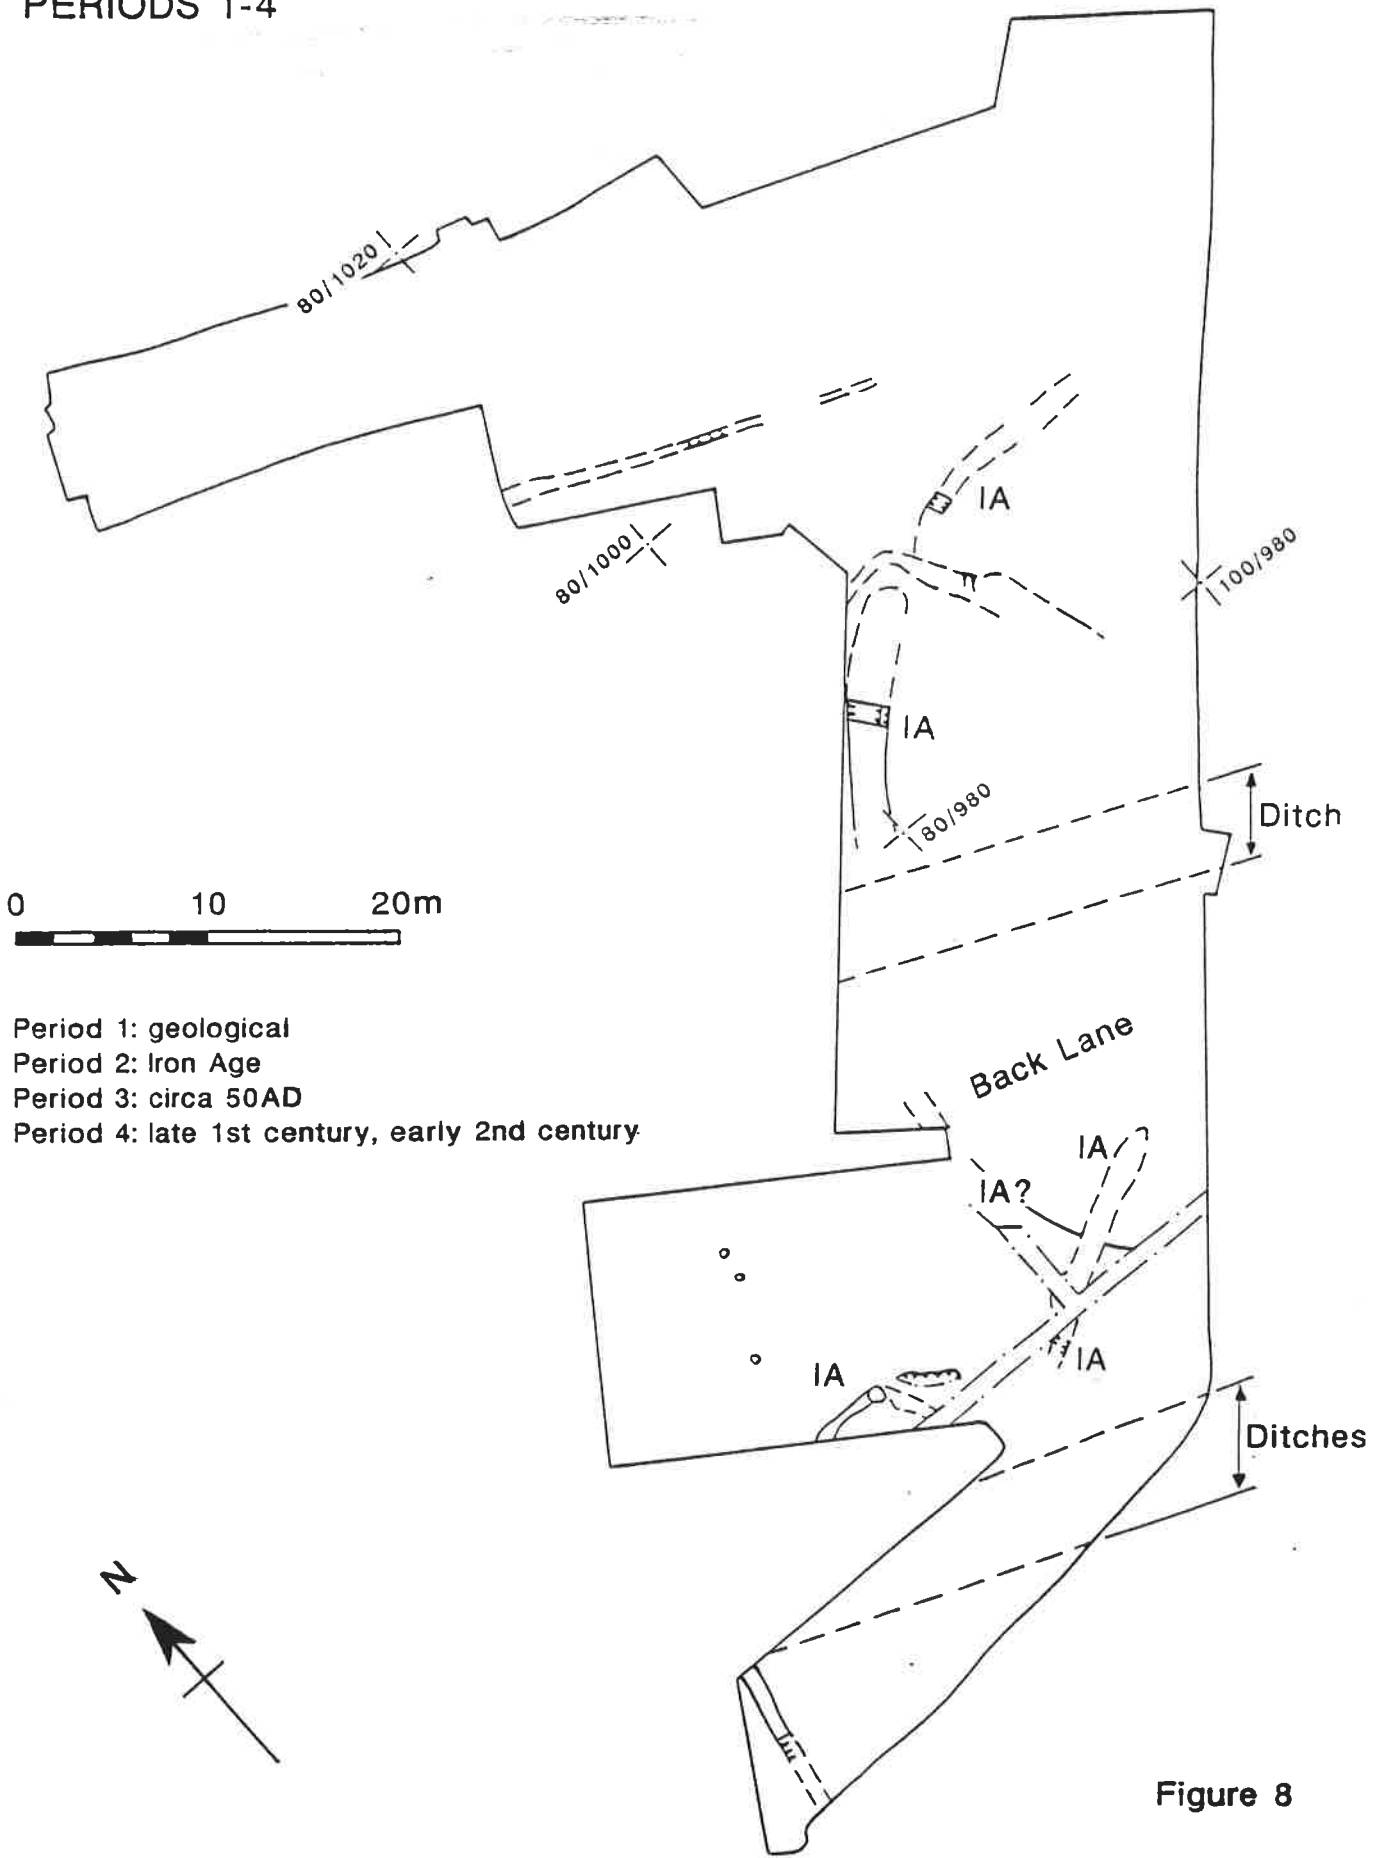 PERIODS 1-4
80/1020
IA
80/1000
100/980
IA
80/980
Ditch
0 10 20m
Period 1: geological
Period 2: Iron Age
Period 3: circa 50AD
Period 4: late 1st century, early 2nd century
Back Lane
IA
IA?
IA
IA
Ditches
N
Figure 8